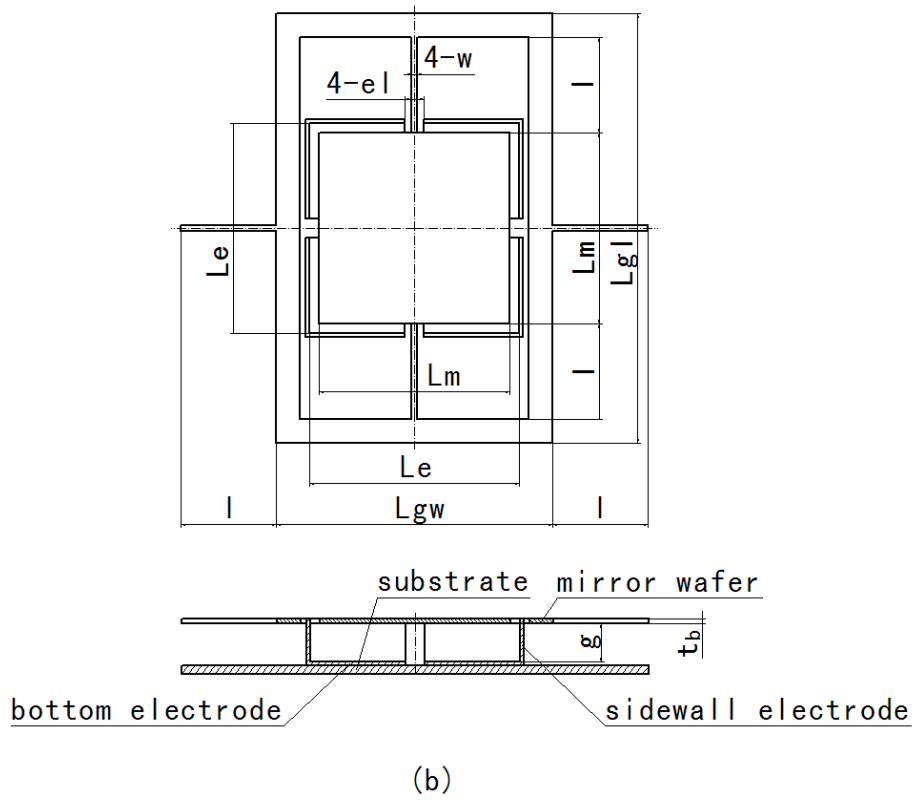 4-w
4-el
l
Le
Lm
Lgl
Lm
l
Le
l
Lgw
l
substrate
mirror wafer
g
tb
bottom electrode
sidewall electrode
(b)